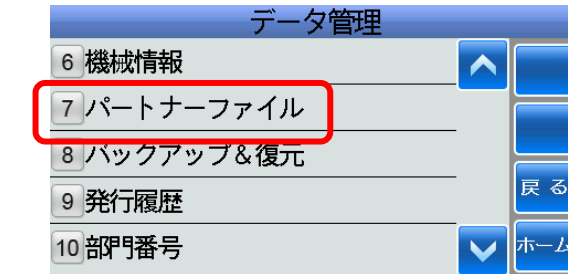 データ管理
6 機械情報
7 パートナーファイル
8 バックアップ&復元
9 発行履歴
10 部門番号
戻る
ホーム